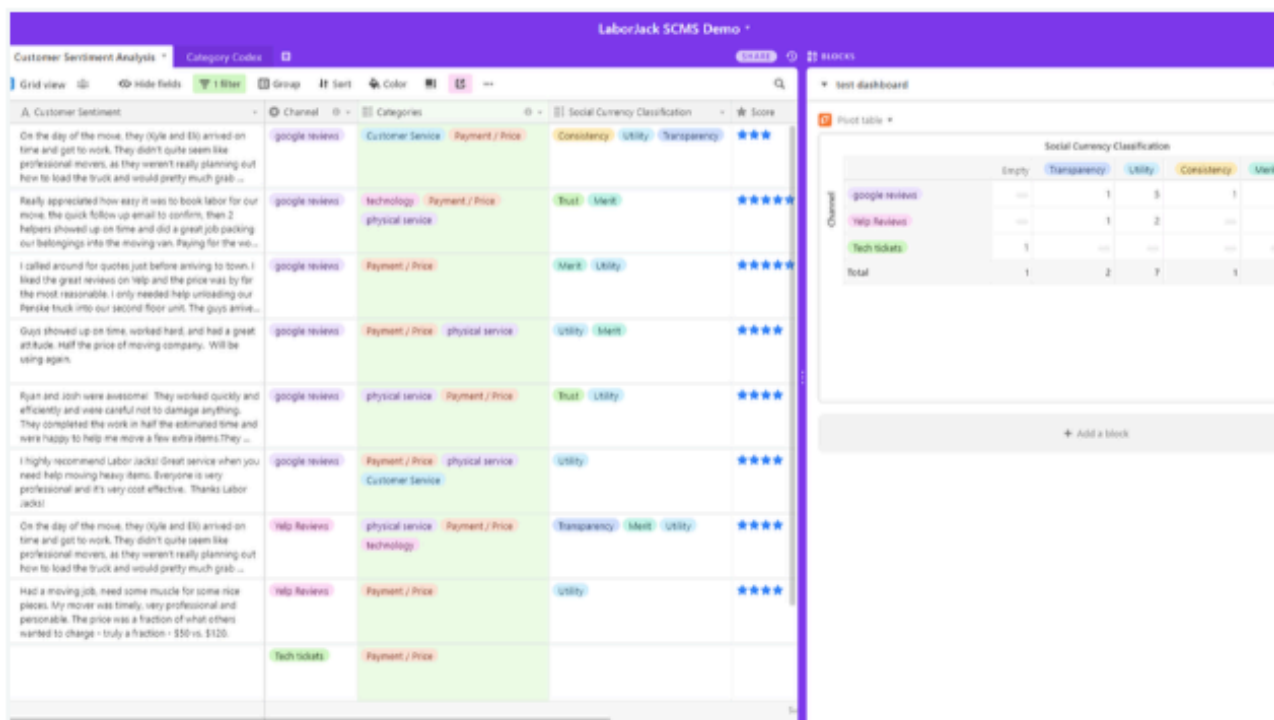 LaborJack SCMS Demo
Customer Sentiment Analysis
Category Codex
SHARE
BLOCKS
Grid view
Hide fields
1 filter
Group
Sort
Color
test dashboard
Customer Sentiment
Channel
Categories
Social Currency Classification
Score
On the day of the move, they (Kyle and Eli) arrived on
time and got to work. They didn't quite seem like
professional movers, as they weren't really planning out
how to load the truck and would pretty much grab ...
google reviews
Customer Service Payment / Price
Consistency Utility Transparency
Really appreciated how easy it was to book labor for our
move, the quick follow up email to confirm, then 2
helpers showed up on time and did a great job packing
our belongings into the moving van. Paying for the wo...
google reviews
technology Payment / Price
physical service
Trust Merit
I called around for quotes just before arriving to town. I
liked the great reviews on Yelp and the price was by far
the most reasonable. I only needed help unloading our
Penske truck into our second floor unit. The guys arrive...
google reviews
Payment / Price
Merit Utility
Guys showed up on time, worked hard, and had a great
attitude. Half the price of moving company. Will be
using again.
google reviews
Payment / Price physical service
Utility Merit
Ryan and Josh were awesome! They worked quickly and
efficiently and were careful not to damage anything.
They completed the work in half the estimated time and
were happy to help me move a few extra items.They ...
google reviews
physical service Payment / Price
Trust Utility
I highly recommend Labor Jacks! Great service when you
need help moving heavy items. Everyone is very
professional and it's very cost effective. Thanks Labor
Jacks!
google reviews
Payment / Price physical service
Customer Service
Utility
On the day of the move, they (Kyle and Eli) arrived on
time and got to work. They didn't quite seem like
professional movers, as they weren't really planning out
how to load the truck and would pretty much grab ...
Yelp Reviews
physical service Payment / Price
technology
Transparency Merit Utility
Had a moving job, need some muscle for some nice
pieces. My mover was timely, very professional and
personable. The price was a fraction of what others
wanted to charge - truly a fraction - $50 vs. $120.
Yelp Reviews
Payment / Price
Utility
Tech tickets
Payment / Price
Pivot table
Social Currency Classification
Empty Transparency Utility Consistency Merit
Channel
google reviews 1 5 1
Yelp Reviews 1 2
Tech tickets 1
Total 1 2 7 1
+ Add a block